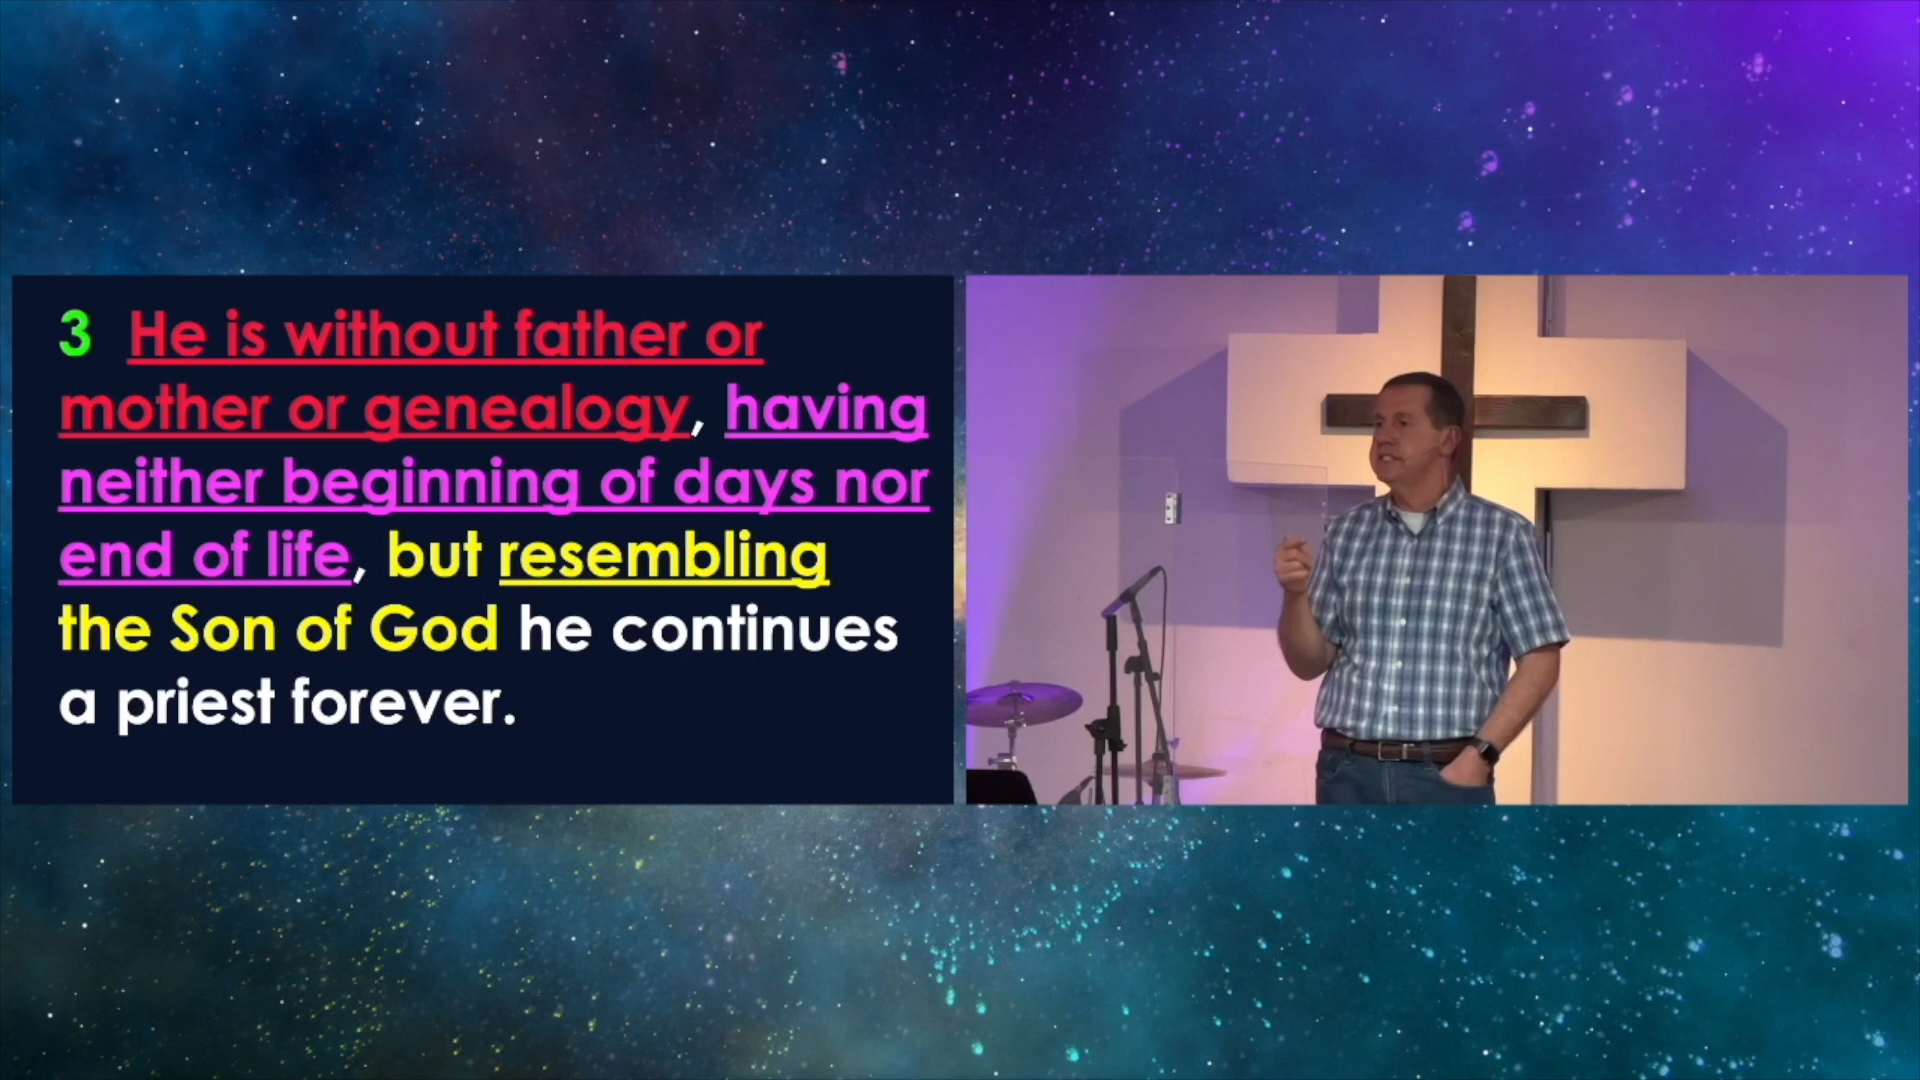 3 He is without father or
mother or genealogy, having
neither beginning of days nor
end of life, but resembling
the Son of God he continues
a priest forever.